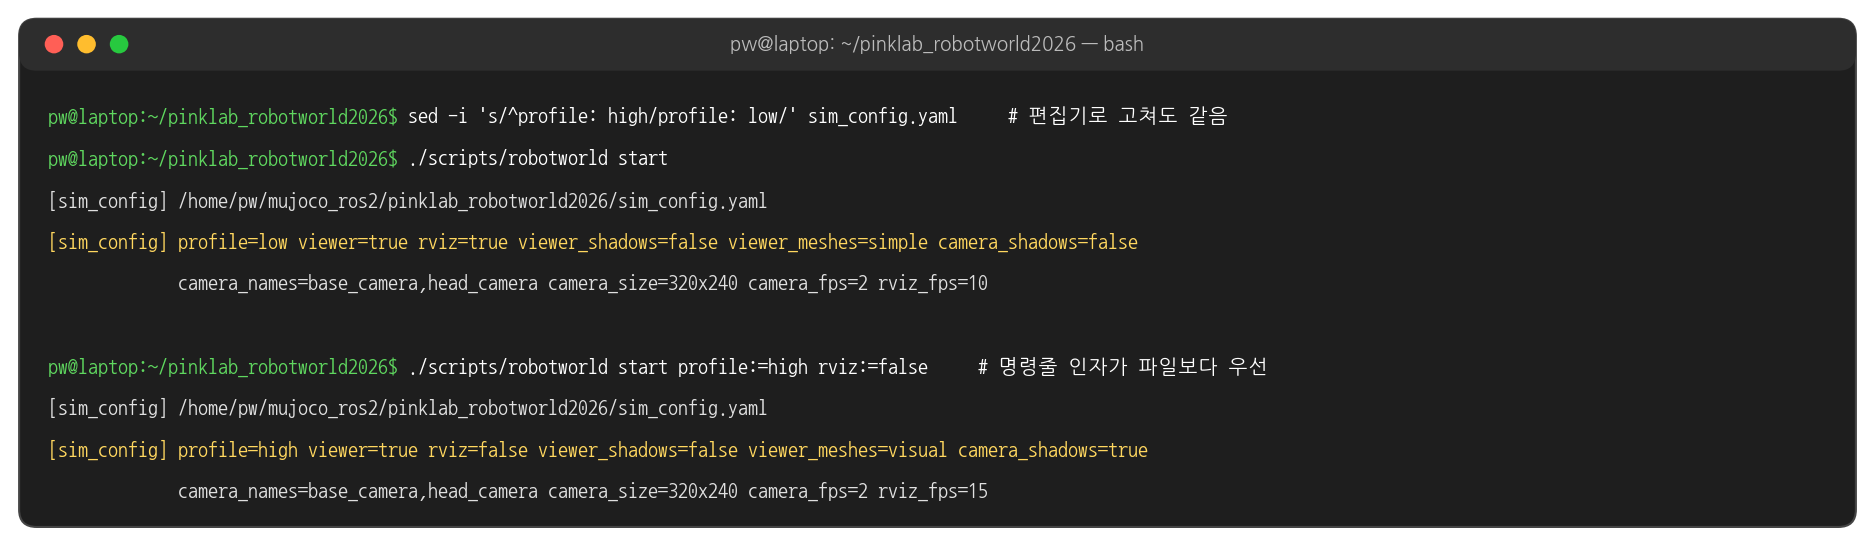 pw@laptop: ~/pinklab_robotworld2026 — bash
pw@laptop:~/pinklab_robotworld2026$ sed -i 's/^profile: high/profile: low/' sim_config.yaml     # 편집기로 고쳐도 같음
pw@laptop:~/pinklab_robotworld2026$ ./scripts/robotworld start
[sim_config] /home/pw/mujoco_ros2/pinklab_robotworld2026/sim_config.yaml
[sim_config] profile=low viewer=true rviz=true viewer_shadows=false viewer_meshes=simple camera_shadows=false
             camera_names=base_camera,head_camera camera_size=320x240 camera_fps=2 rviz_fps=10
pw@laptop:~/pinklab_robotworld2026$ ./scripts/robotworld start profile:=high rviz:=false     # 명령줄 인자가 파일보다 우선
[sim_config] /home/pw/mujoco_ros2/pinklab_robotworld2026/sim_config.yaml
[sim_config] profile=high viewer=true rviz=false viewer_shadows=false viewer_meshes=visual camera_shadows=true
             camera_names=base_camera,head_camera camera_size=320x240 camera_fps=2 rviz_fps=15